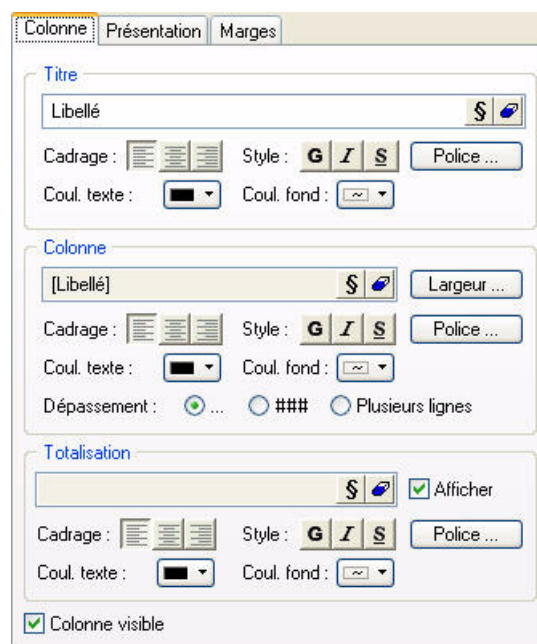 Colonne Présentation Marges
Titre
Libellé §
Cadrage : Style : G I S Police ...
Coul. texte : Coul. fond : ~
Colonne
[Libellé] § Largeur ...
Cadrage : Style : G I S Police ...
Coul. texte : Coul. fond : ~
Dépassement : ... ### Plusieurs lignes
Totalisation
§ Afficher
Cadrage : Style : G I S Police ...
Coul. texte : Coul. fond : ~
Colonne visible